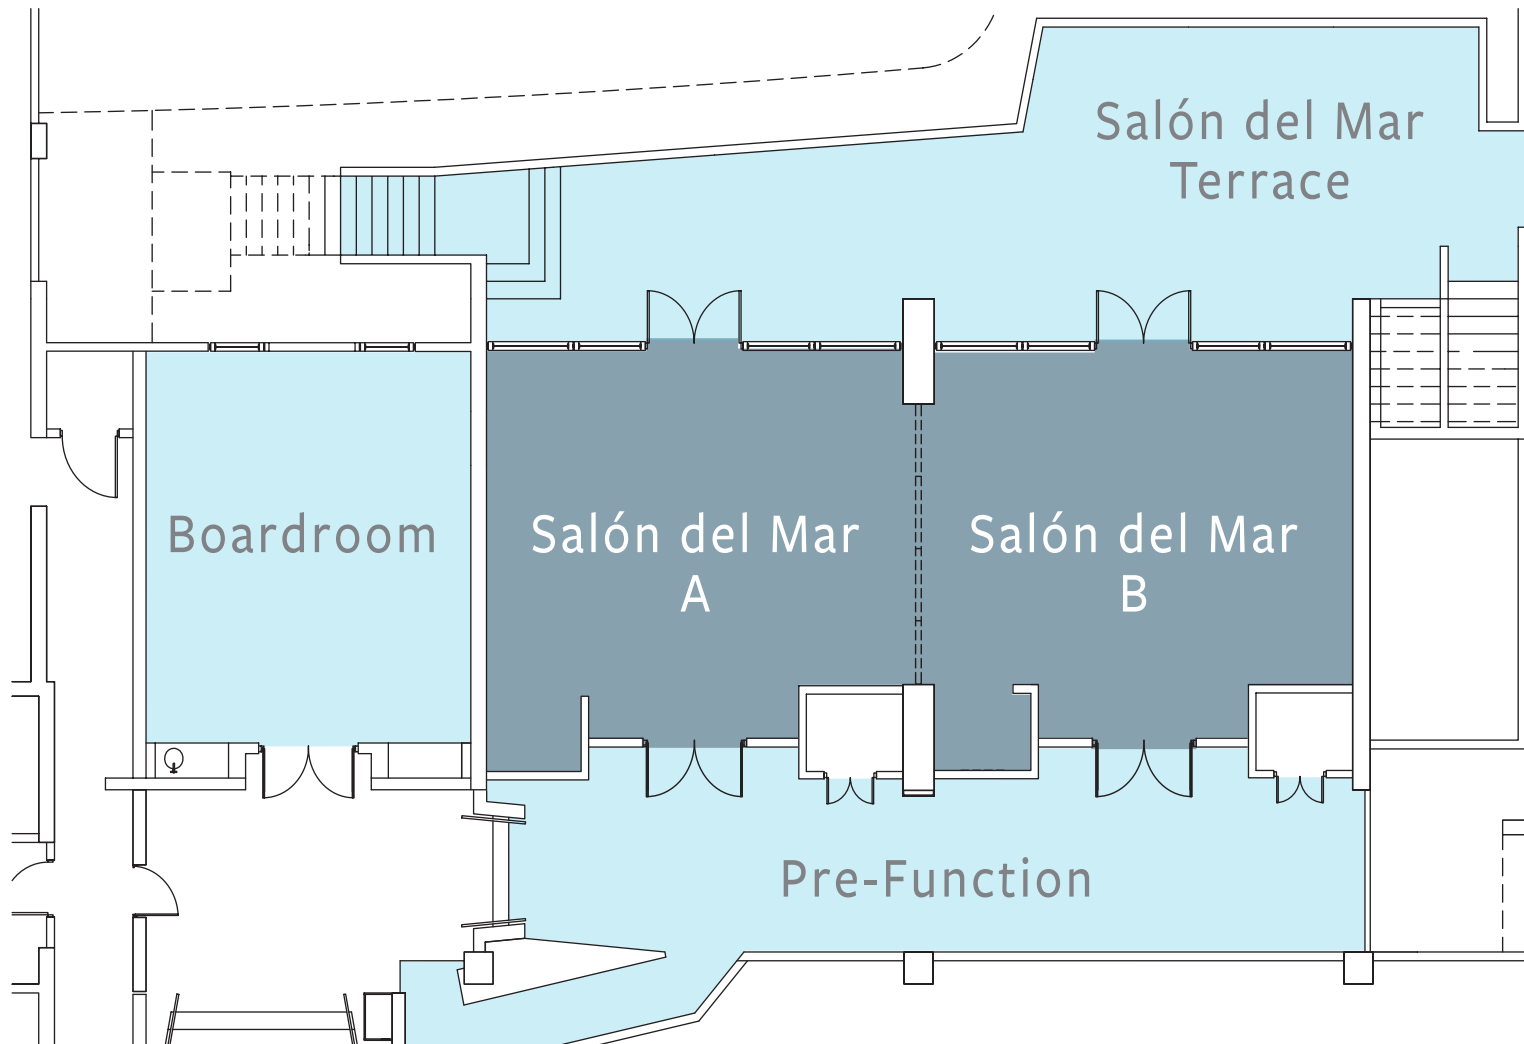 Salón del Mar
Terrace
Boardroom
Salón del Mar
A
Salón del Mar
B
Pre-Function